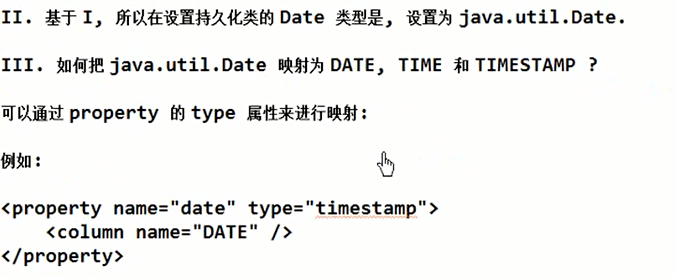 II. 基于 I, 所以在设置持久化类的 Date 类型是, 设置为 java.util.Date.
III. 如何把 java.util.Date 映射为 DATE, TIME 和 TIMESTAMP ?
可以通过 property 的 type 属性来进行映射:
例如:
<property name="date" type="timestamp">
<column name="DATE" />
</property>